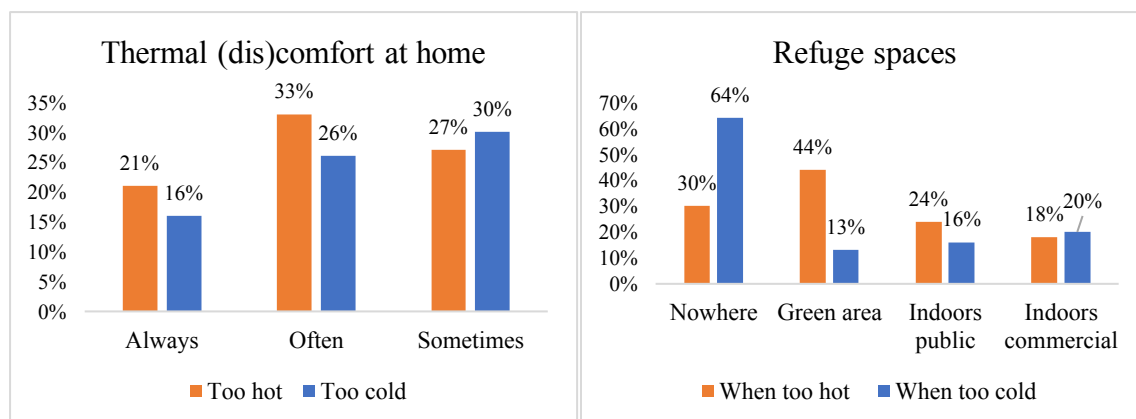 Thermal (dis)comfort at home
35%
30%
25%
20%
15%
10%
5%
0%
21%
16%
33%
26%
27%
30%
Always
Often
Sometimes
Too hot
Too cold
Refuge spaces
70%
60%
50%
40%
30%
20%
10%
0%
30%
64%
44%
13%
24%
16%
18%
20%
Nowhere
Green area
Indoors
public
Indoors
commercial
When too hot
When too cold